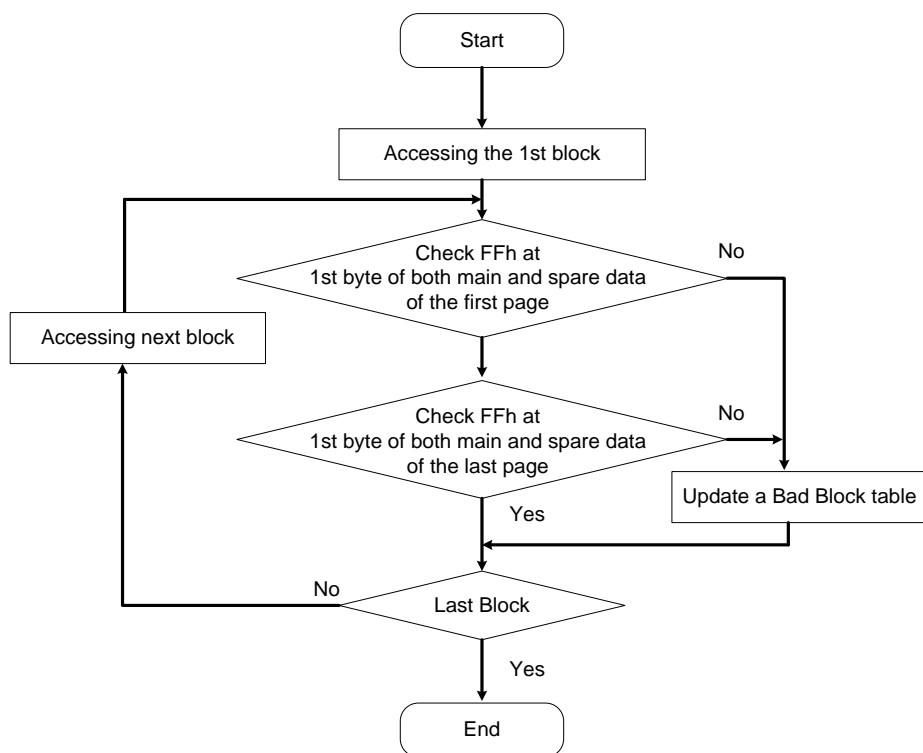 Start
Accessing the 1st block
Check FFh at
1st byte of both main and spare data
of the first page
No
Accessing next block
Check FFh at
1st byte of both main and spare data
of the last page
No
Update a Bad Block table
Yes
No
Last Block
Yes
End